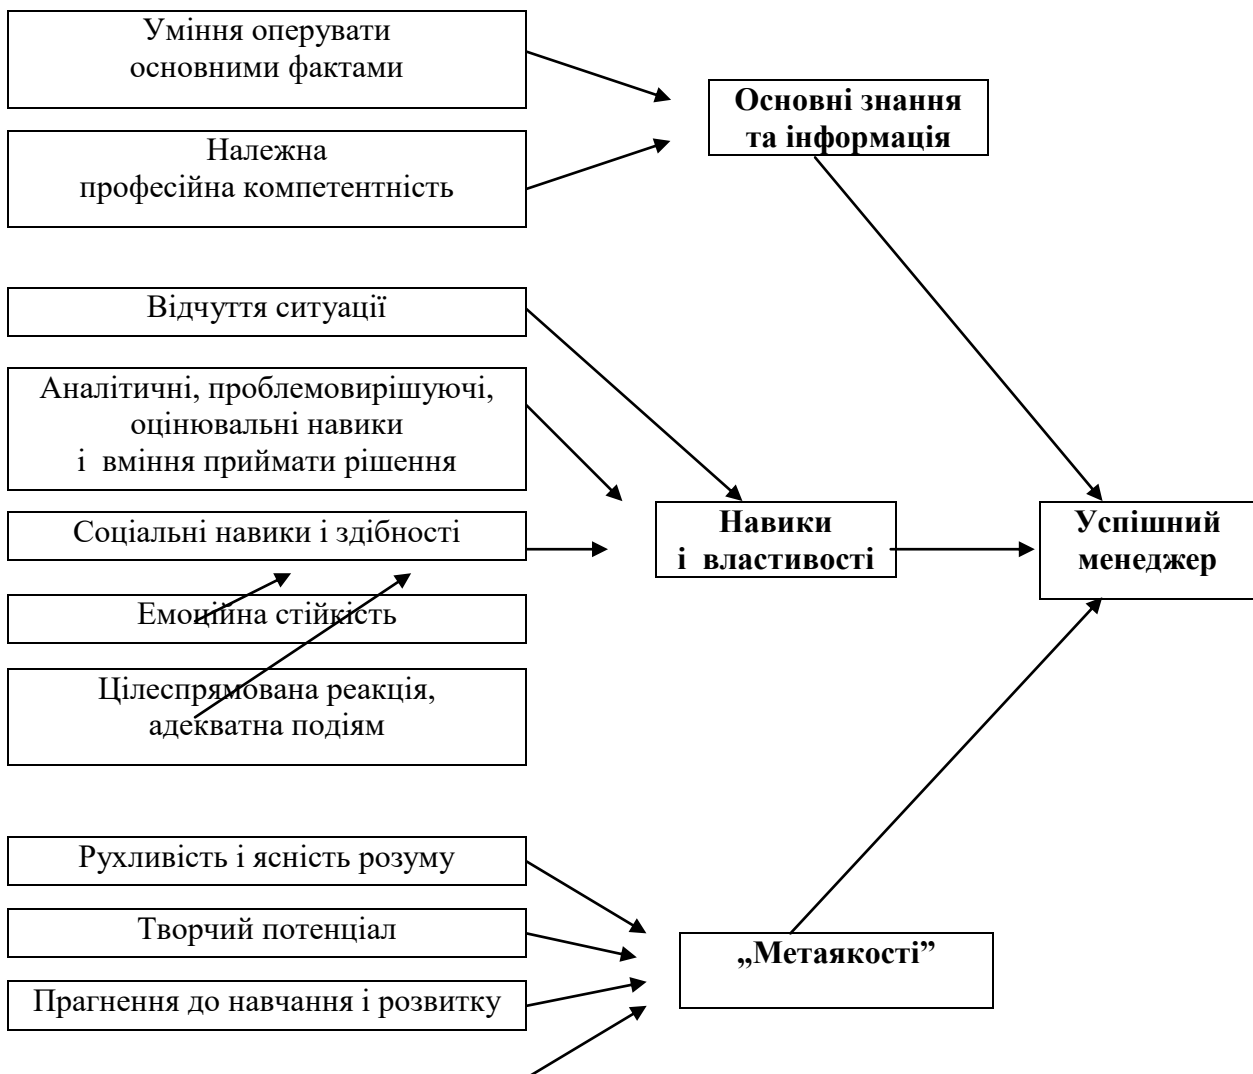 Уміння оперувати
основними фактами
Основні знання
та інформація
Належна
професійна компетентність
Відчуття ситуації
Аналітичні, проблемовирішуючі,
оцінювальні навики
і вміння приймати рішення
Соціальні навики і здібності
Навики
і властивості
Успішний
менеджер
Емоційна стійкість
Цілеспрямована реакція,
адекватна подіям
Рухливість і ясність розуму
Творчий потенціал
„Метаякості”
Прагнення до навчання і розвитку